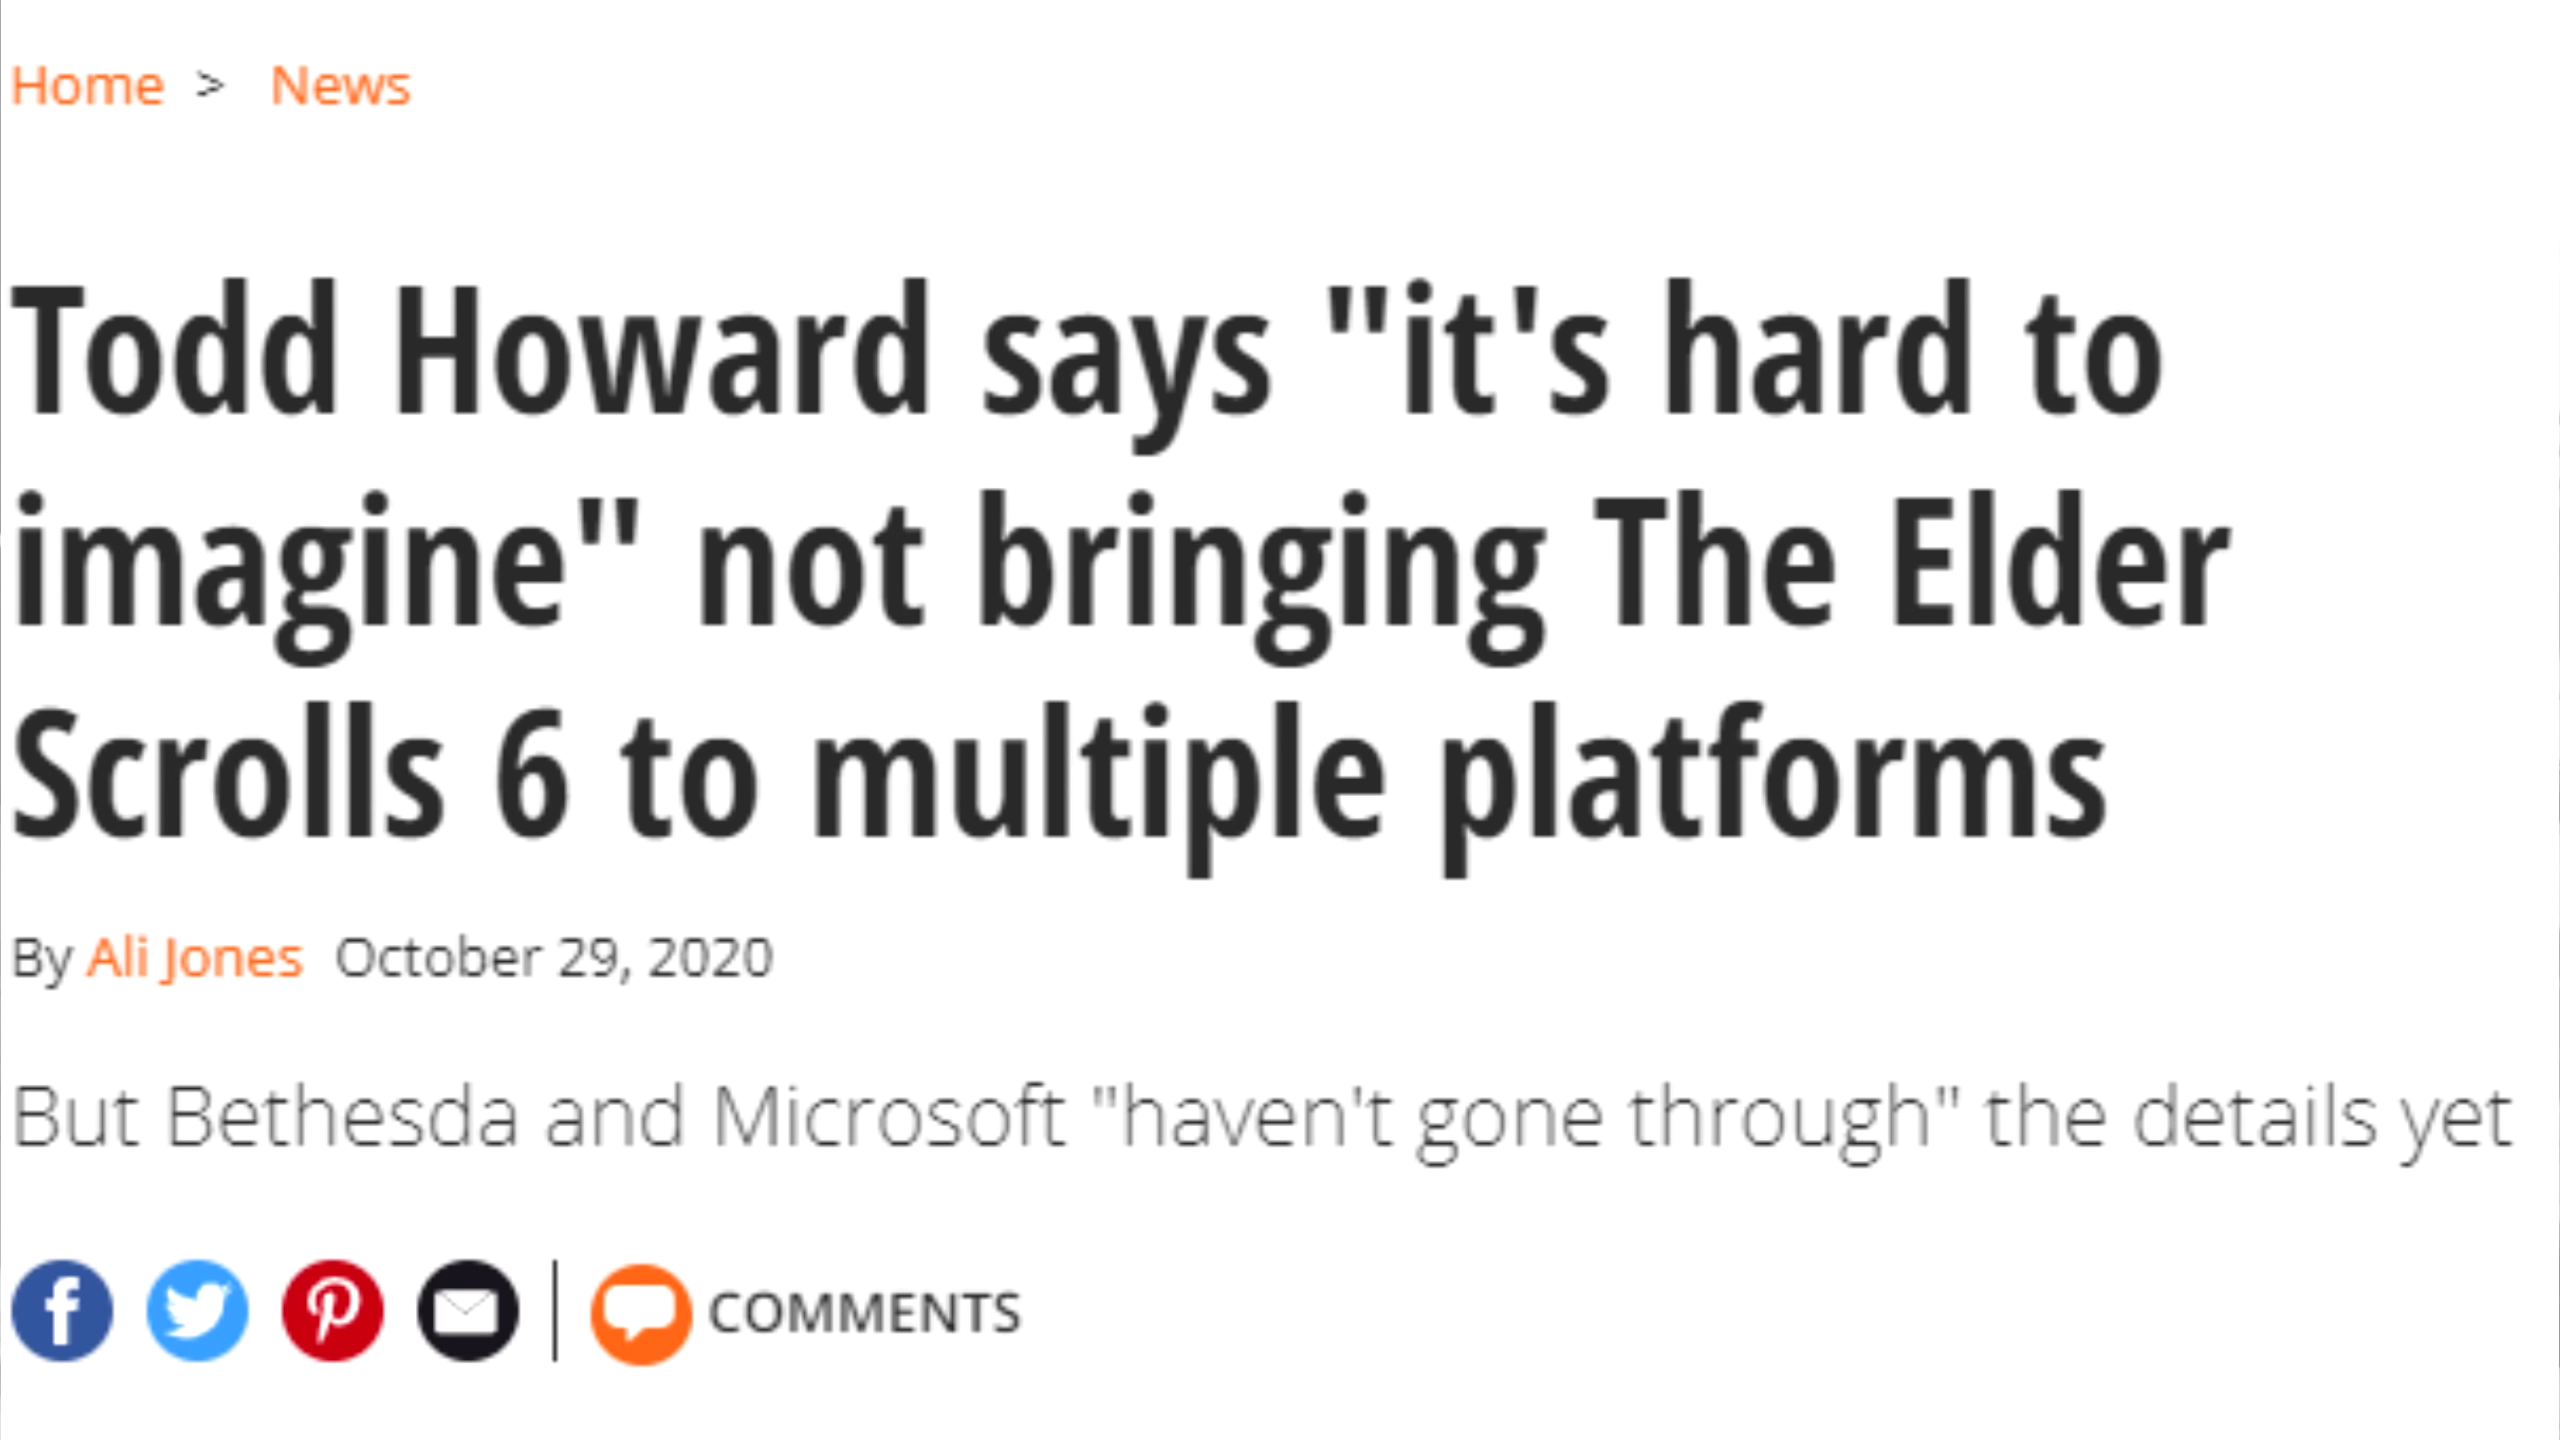 Home > News
Todd Howard says "it's hard to
imagine" not bringing The Elder
Scrolls 6 to multiple platforms
By Ali Jones October 29, 2020
But Bethesda and Microsoft "haven't gone through" the details yet
COMMENTS